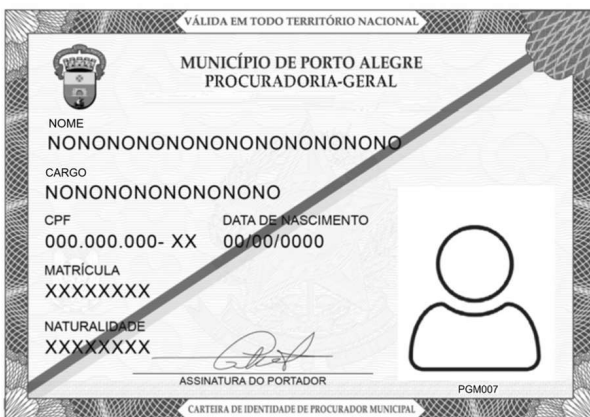 VÁLIDA EM TODO TERRITÓRIO NACIONAL
MUNICÍPIO DE PORTO ALEGRE
PROCURADORIA-GERAL
NOME
NONONONONONONONONONONONO
CARGO
NONONONONONONONO
CPF DATA DE NASCIMENTO
000.000.000- XX 00/00/0000
MATRÍCULA
XXXXXXXX
NATURALIDADE
XXXXXXXX
ASSINATURA DO PORTADOR
PGM007
CARTEIRA DE IDENTIDADE DE PROCURADOR MUNICIPAL